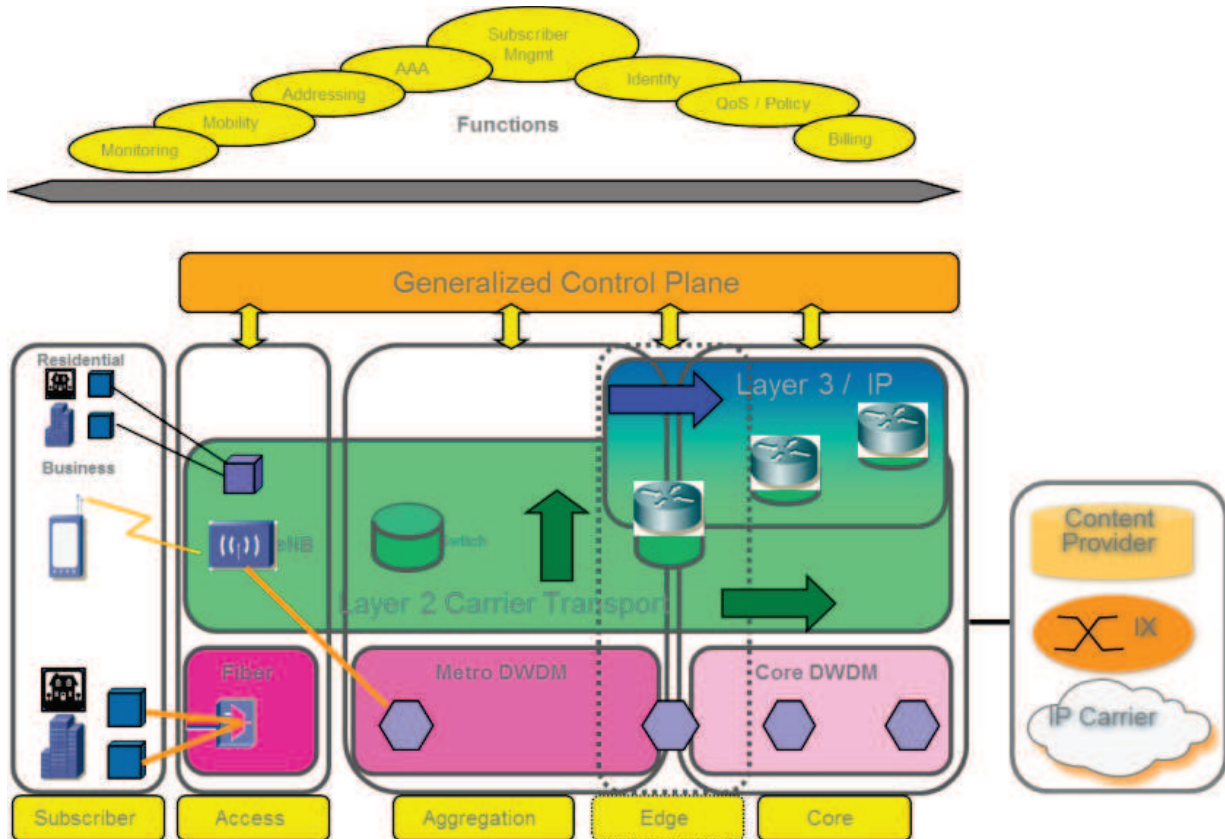 Subscriber
Mngmt
AAA
Identity
Addressing
QoS / Policy
Mobility
Functions
Billing
Monitoring
Generalized Control Plane
Residential
Layer 3 / IP
Business
eNB
Switch
Content
Provider
Layer 2 Carrier Transport
IX
Fiber
Metro DWDM
Core DWDM
IP Carrier
Subscriber
Access
Aggregation
Edge
Core